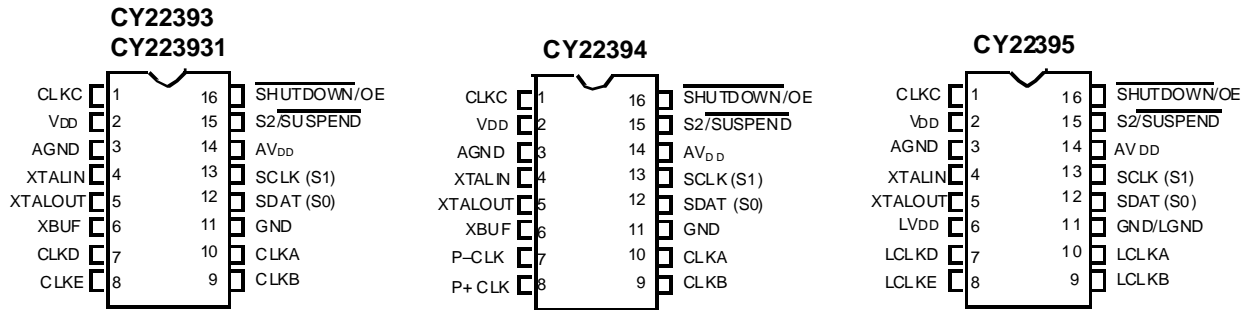 CY22393
CY223931
CLKC 1 16 SHUTDOWN/OE
VDD 2 15 S2/SUSPEND
AGND 3 14 AVDD
XTALIN 4 13 SCLK (S1)
XTALOUT 5 12 SDAT (S0)
XBUF 6 11 GND
CLKD 7 10 CLKA
CLKE 8 9 CLKB
CY22394
CLKC 1 16 SHUTDOWN/OE
VDD 2 15 S2/SUSPEND
AGND 3 14 AVDD
XTALIN 4 13 SCLK (S1)
XTALOUT 5 12 SDAT (S0)
XBUF 6 11 GND
P–CLK 7 10 CLKA
P+ CLK 8 9 CLKB
CY22395
CLKC 1 16 SHUTDOWN/OE
VDD 2 15 S2/SUSPEND
AGND 3 14 AVDD
XTALIN 4 13 SCLK (S1)
XTALOUT 5 12 SDAT (S0)
LVDD 6 11 GND/LGND
LCLKD 7 10 LCLKA
LCLKE 8 9 LCLKB